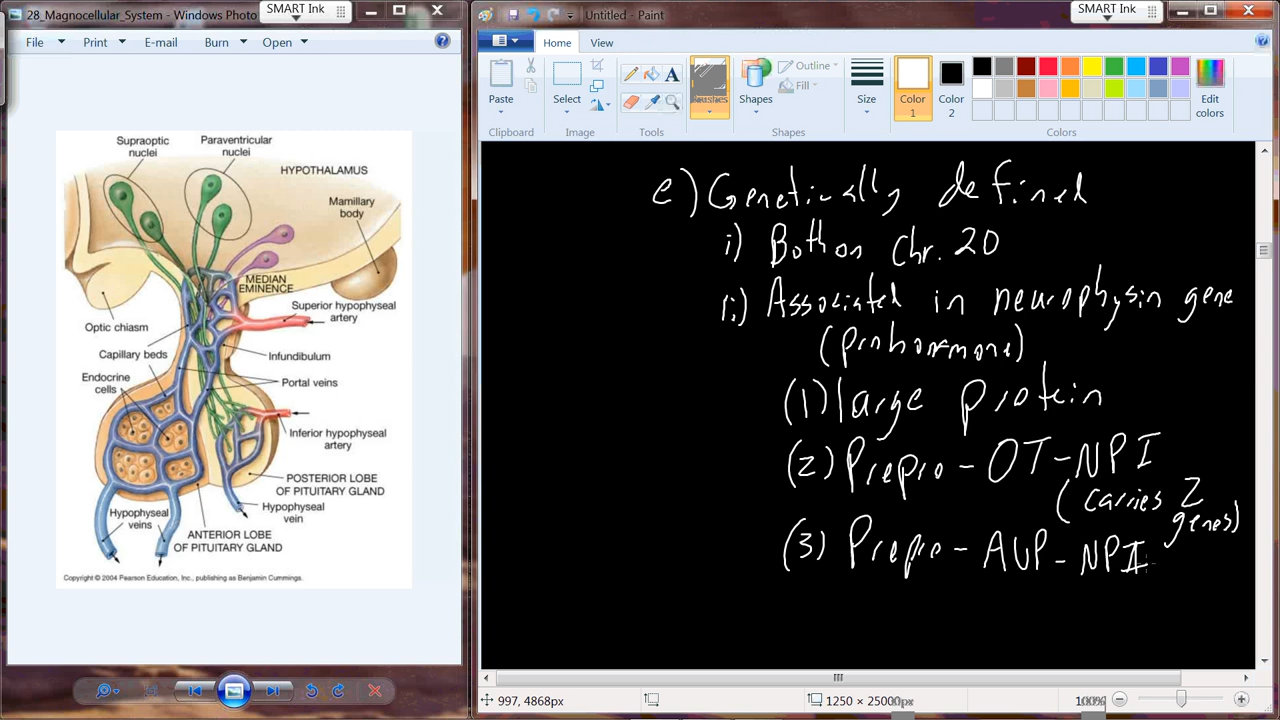 28_Magnocellular_System - Windows Photo
SMART Ink
File Print E-mail Burn Open
Supraoptic
nuclei
Paraventricular
nuclei
HYPOTHALAMUS
Mamillary
body
MEDIAN
EMINENCE
Superior hypophyseal
artery
Optic chiasm
Capillary beds
Infundibulum
Endocrine
cells
Portal veins
Inferior hypophyseal
artery
POSTERIOR LOBE
OF PITUITARY GLAND
Hypophyseal
vein
Hypophyseal
veins
ANTERIOR LOBE
OF PITUITARY GLAND
Copyright © 2004 Pearson Education, Inc., publishing as Benjamin Cummings.
Untitled - Paint
SMART Ink
Home View
Paste
Select
Brushes
Shapes
Outline
Fill
Size
Color
1
Color
2
Edit
colors
Clipboard Image Tools Shapes Colors
e) Genetically defined
i) Both on Chr. 20
ii) Associated in neurophysin gene
(prohormone)
(1) large protein
(2) Prepro - OT - NPI
(carries 2
genes)
(3) Prepro - AVP - NPII
997, 4868px
1250 × 25000px
100%